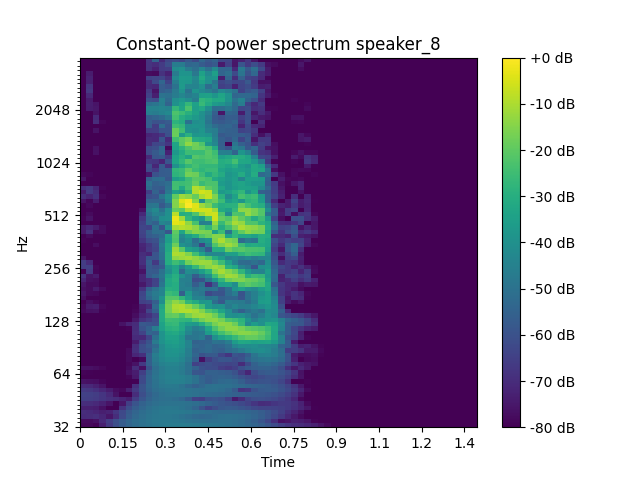 Constant-Q power spectrum speaker_8
Hz
2048
1024
512
256
128
64
32
0 0.15 0.3 0.45 0.6 0.75 0.9 1.1 1.2 1.4
Time
+0 dB
-10 dB
-20 dB
-30 dB
-40 dB
-50 dB
-60 dB
-70 dB
-80 dB